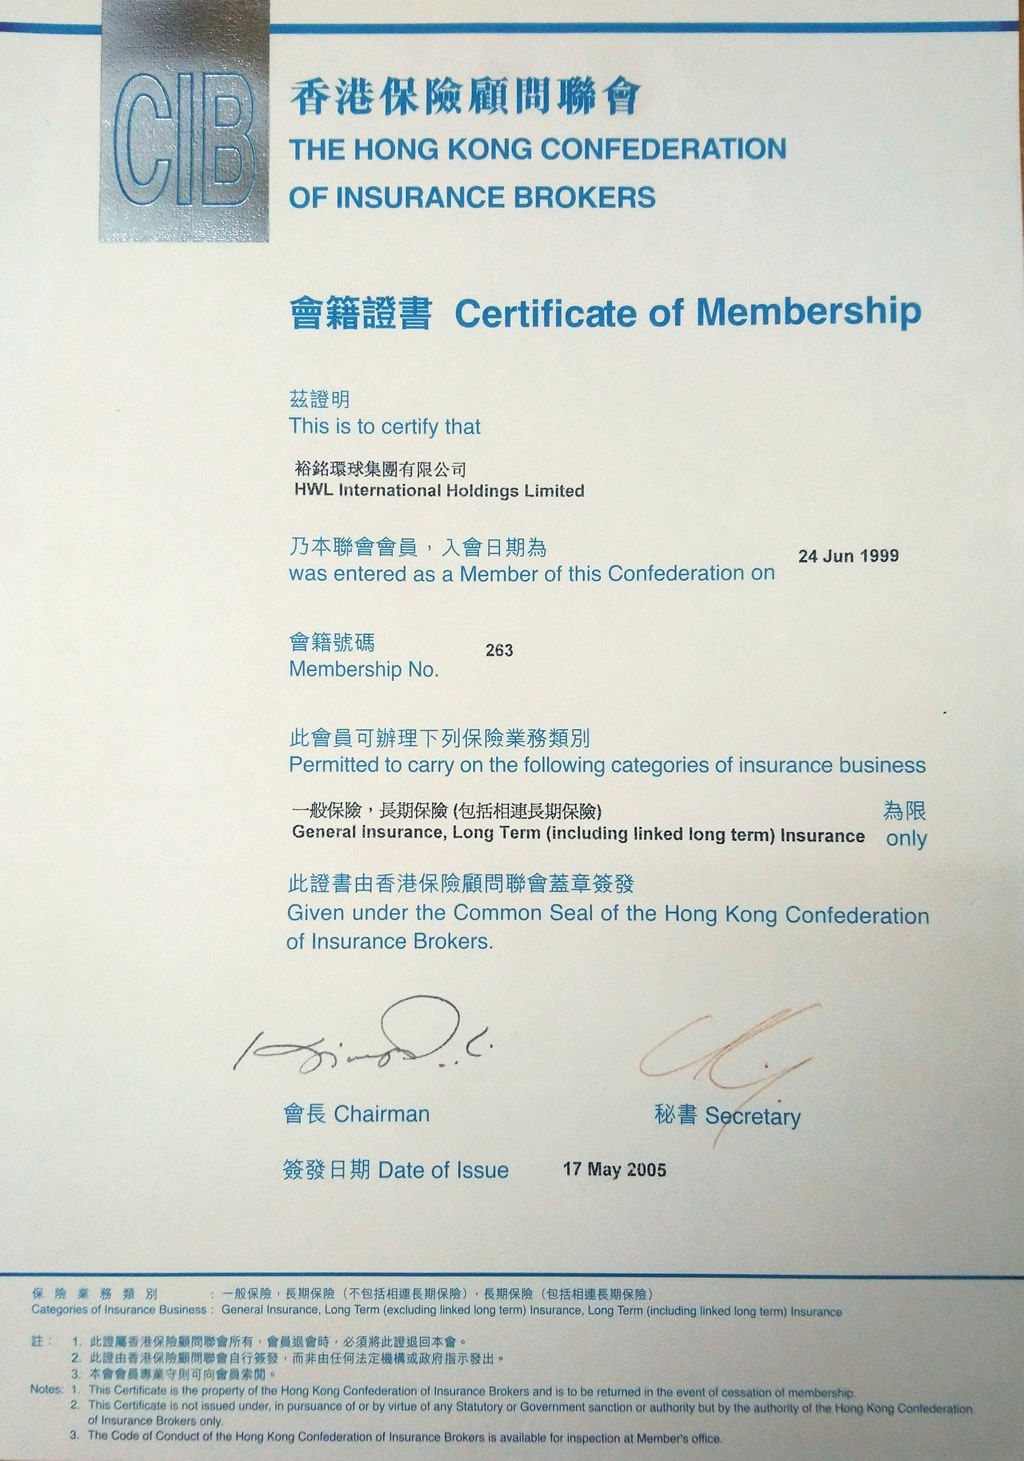 CIB
香港保險顧問聯會
THE HONG KONG CONFEDERATION
OF INSURANCE BROKERS
會籍證書 Certificate of Membership
茲證明
This is to certify that
裕銘環球集團有限公司
HWL International Holdings Limited
乃本聯會會員，入會日期為
was entered as a Member of this Confederation on
24 Jun 1999
會籍號碼
Membership No.
263
此會員可辦理下列保險業務類別
Permitted to carry on the following categories of insurance business
一般保險，長期保險 (包括相連長期保險)
General Insurance, Long Term (including linked long term) Insurance
為限
only
此證書由香港保險顧問聯會蓋章簽發
Given under the Common Seal of the Hong Kong Confederation
of Insurance Brokers.
會長 Chairman
秘書 Secretary
簽發日期 Date of Issue 17 May 2005
保險業務類別 : 一般保險，長期保險（不包括相連長期保險），長期保險（包括相連長期保險）
Categories of Insurance Business : General Insurance, Long Term (excluding linked long term) Insurance, Long Term (including linked long term) Insurance
註： 1. 此證屬香港保險顧問聯會所有，會員退會時，必須將此證退回本會。
2. 此證由香港保險顧問聯會自行簽發，而非由任何法定機構或政府指示發出。
3. 本會會員專業守則可向會員索閱。
Notes: 1. This Certificate is the property of the Hong Kong Confederation of Insurance Brokers and is to be returned in the event of cessation of membership.
2. This Certificate is not issued under, in pursuance of or by virtue of any Statutory or Government sanction or authority but by the authority of the Hong Kong Confederation
of Insurance Brokers only.
3. The Code of Conduct of the Hong Kong Confederation of Insurance Brokers is available for inspection at Member's office.